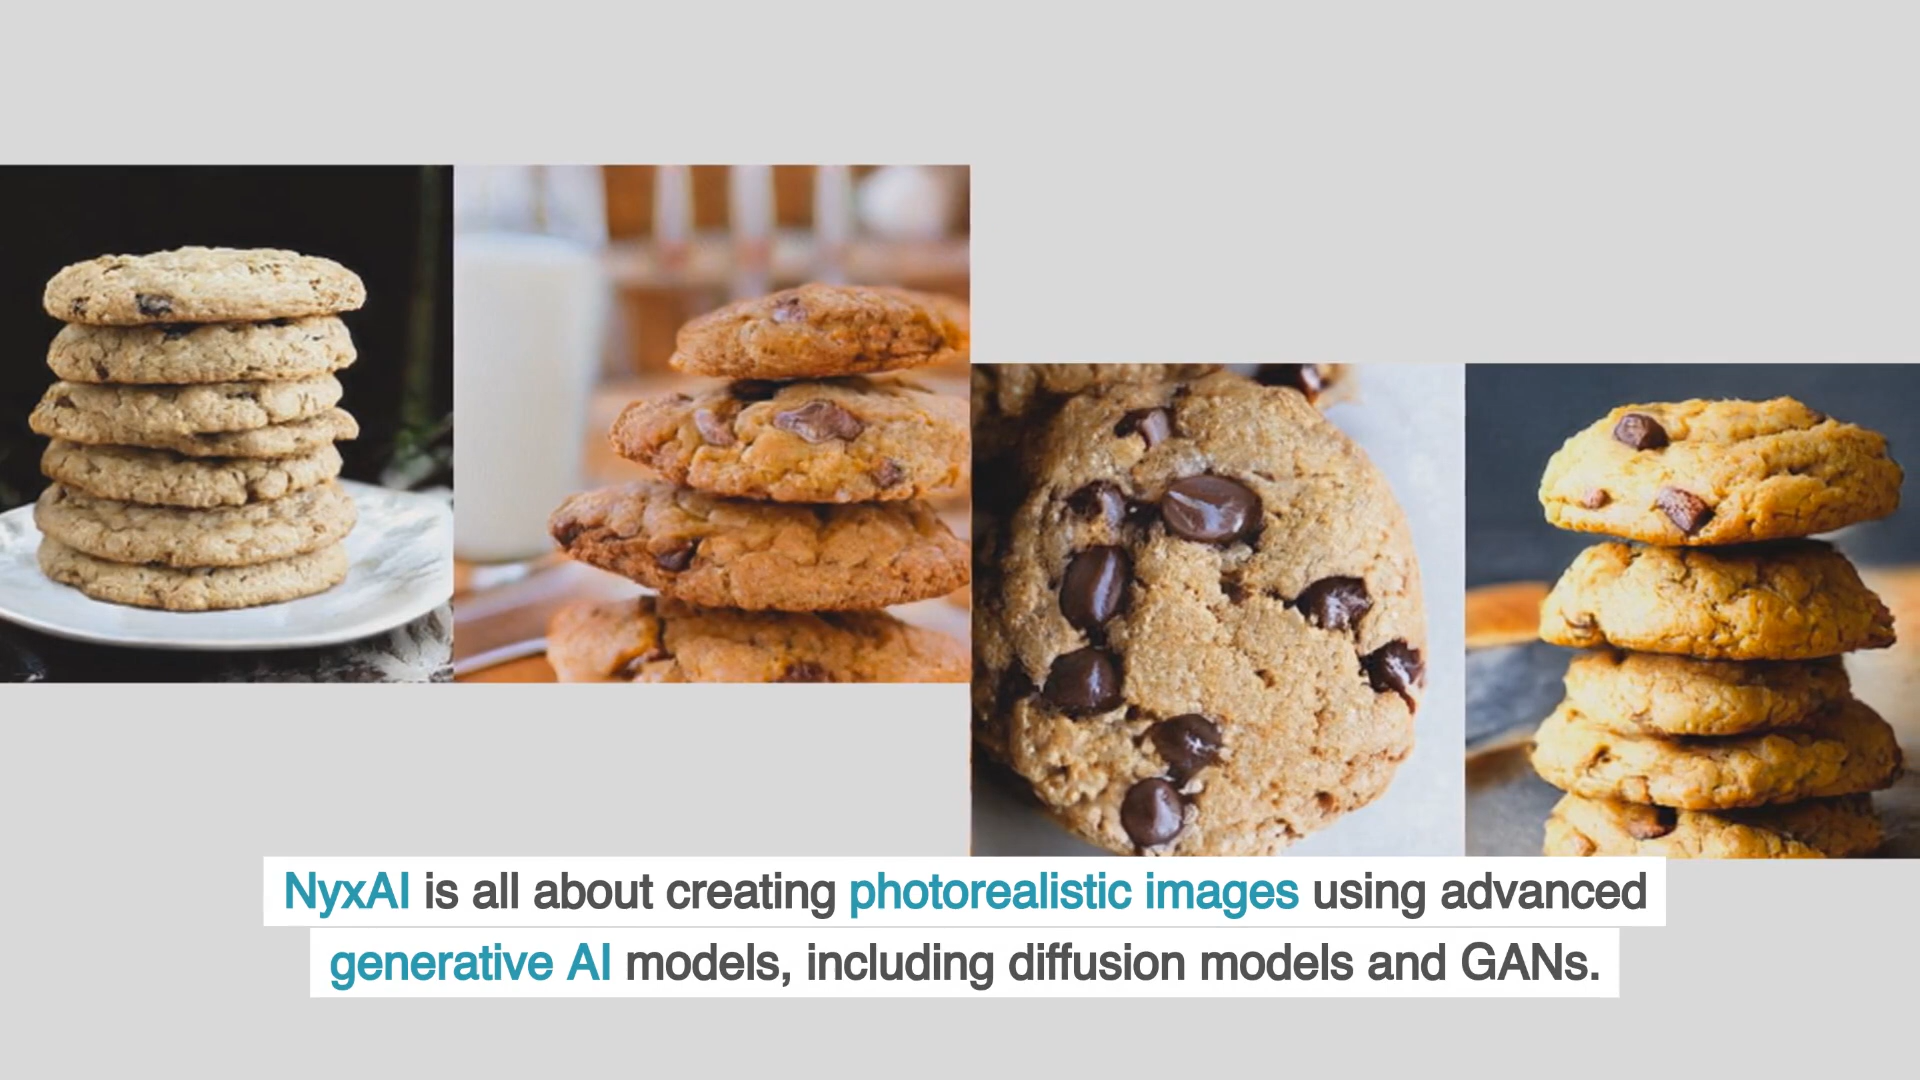 NyxAI is all about creating photorealistic images using advanced
generative AI models, including diffusion models and GANs.